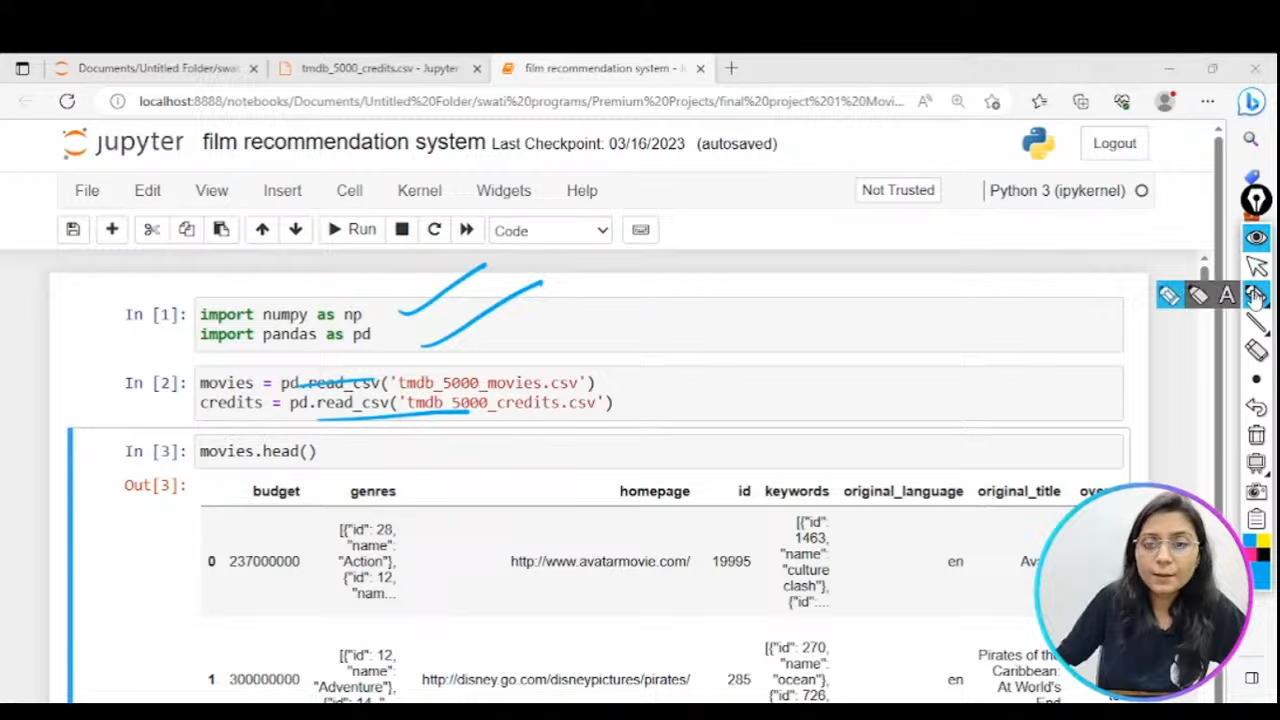 Documents/Untitled Folder/swat
tmdb_5000_credits.csv - Jupyter
film recommendation system - J
localhost:8888/notebooks/Documents/Untitled%20Folder/swati%20programs/Premium%20Projects/final%20project%201%20Movi...
jupyter film recommendation system Last Checkpoint: 03/16/2023 (autosaved)
Logout
File Edit View Insert Cell Kernel Widgets Help
Not Trusted
Python 3 (ipykernel)
Run
Code
In [1]: import numpy as np
import pandas as pd
In [2]: movies = pd.read_csv('tmdb_5000_movies.csv')
credits = pd.read_csv('tmdb_5000_credits.csv')
In [3]: movies.head()
Out[3]:
budget genres homepage id keywords original_language original_title
0 237000000 [{"id": 28,
"name":
"Action"},
{"id": 12,
"nam...
http://www.avatarmovie.com/ 19995
[{"id":
1463,
"name":
"culture
clash"},
{"id":....
en
1 300000000 [{"id": 12,
"name":
"Adventure"},
{"id": 14, "
http://disney.go.com/disneypictures/pirates/ 285
[{"id": 270,
"name":
"ocean"},
{"id": 726,
en
Pirates of the
Caribbean:
At World's
End
A